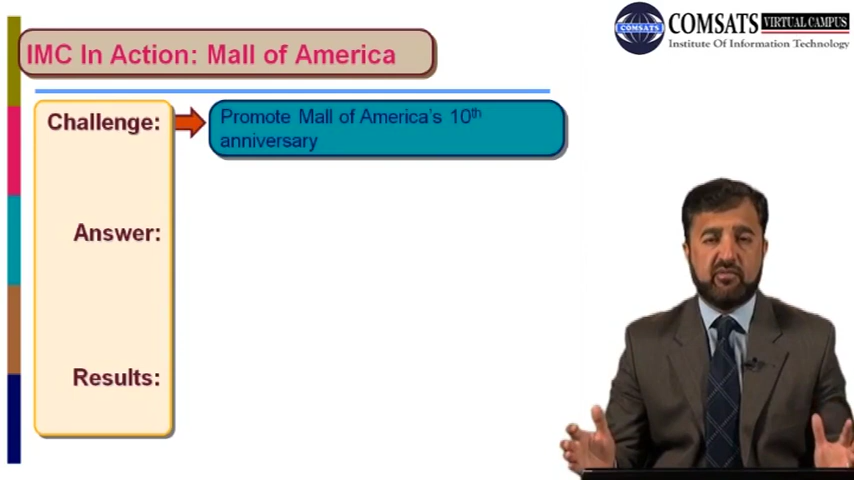 COMSATS VIRTUAL CAMPUS
COMSATS
Institute Of Information Technology
IMC In Action: Mall of America
Challenge:
Promote Mall of America's 10th
anniversary
Answer:
Results: